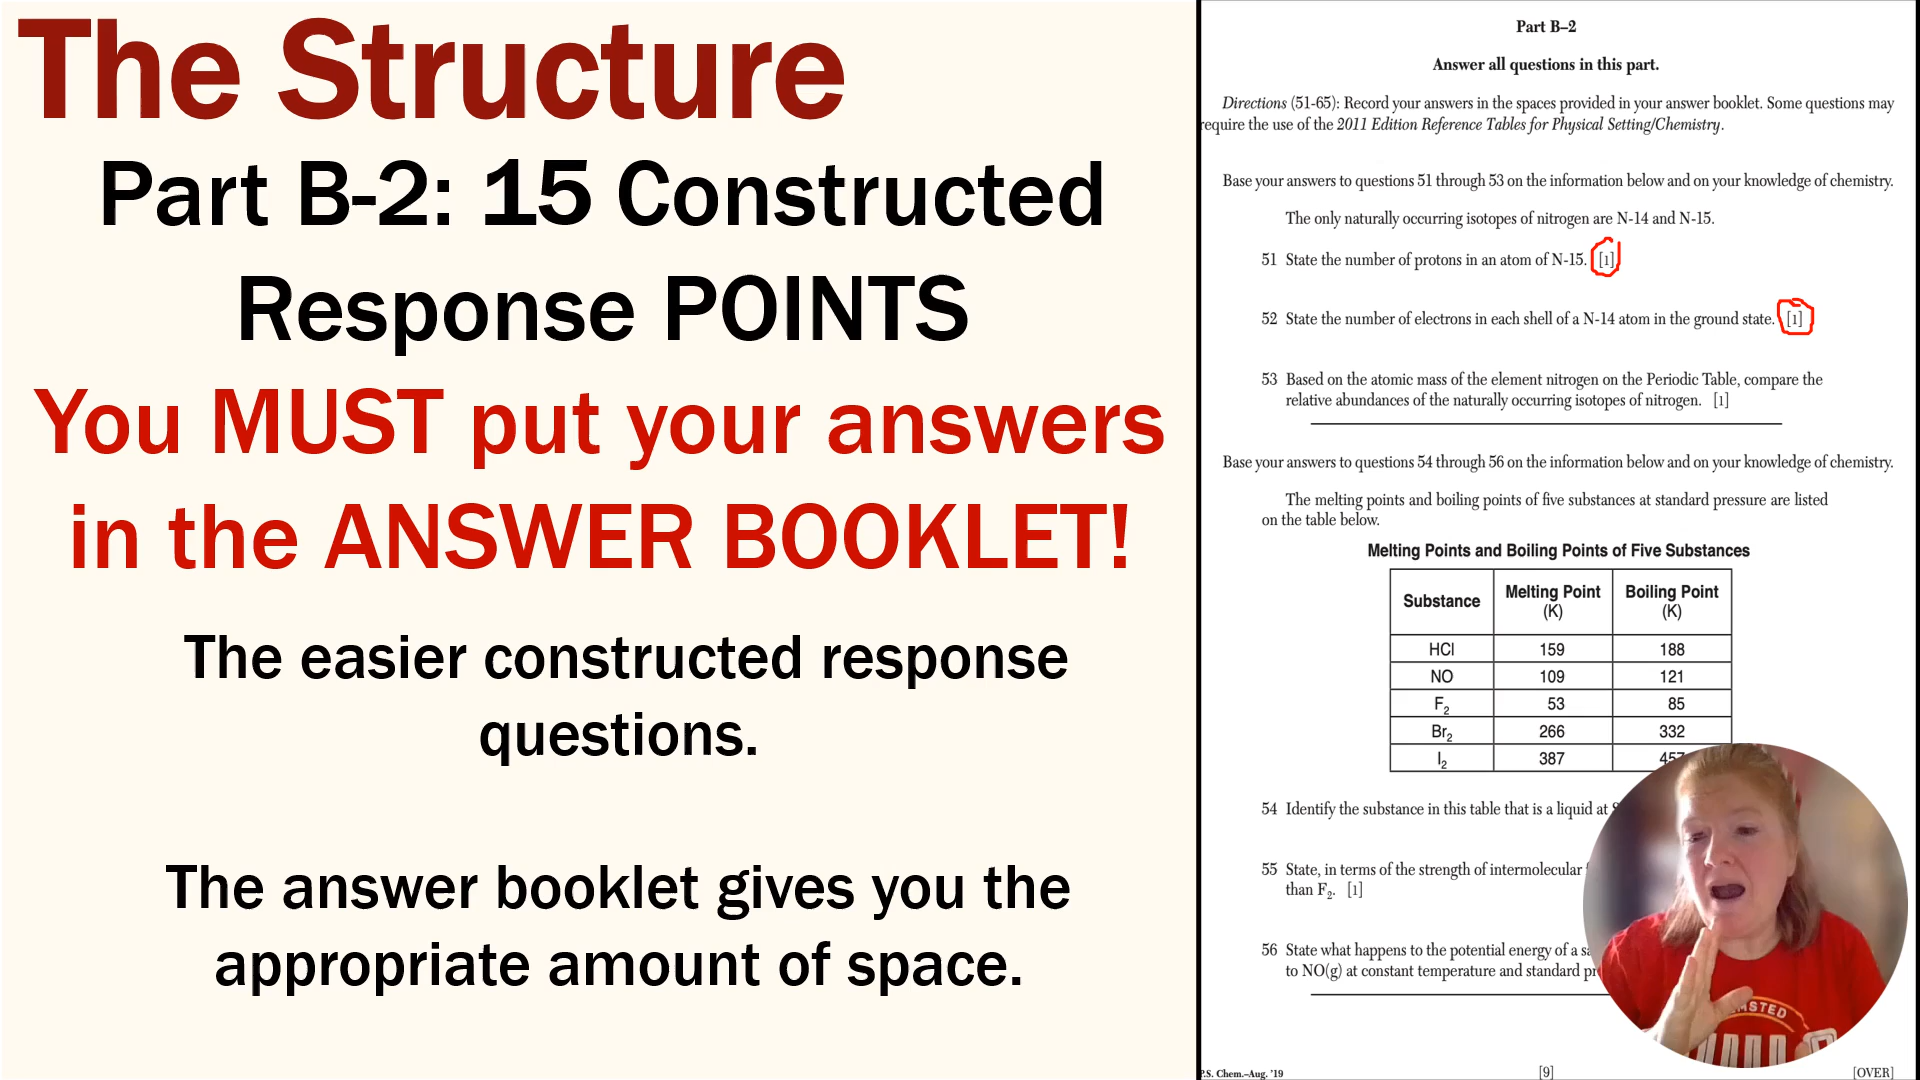 The Structure
Part B-2: 15 Constructed
Response POINTS
You MUST put your answers
in the ANSWER BOOKLET!
The easier constructed response
questions.
The answer booklet gives you the
appropriate amount of space.
Part B–2
Answer all questions in this part.
Directions (51-65): Record your answers in the spaces provided in your answer booklet. Some questions may
require the use of the 2011 Edition Reference Tables for Physical Setting/Chemistry.
Base your answers to questions 51 through 53 on the information below and on your knowledge of chemistry.
The only naturally occurring isotopes of nitrogen are N-14 and N-15.
51 State the number of protons in an atom of N-15. [1]
52 State the number of electrons in each shell of a N-14 atom in the ground state. [1]
53 Based on the atomic mass of the element nitrogen on the Periodic Table, compare the
relative abundances of the naturally occurring isotopes of nitrogen. [1]
Base your answers to questions 54 through 56 on the information below and on your knowledge of chemistry.
The melting points and boiling points of five substances at standard pressure are listed
on the table below.
Melting Points and Boiling Points of Five Substances
Substance Melting Point (K) Boiling Point (K)
HCl 159 188
NO 109 121
F2 53 85
Br2 266 332
I2 387
54 Identify the substance in this table that is a liquid at
55 State, in terms of the strength of intermolecular
than F2. [1]
56 State what happens to the potential energy of a
to NO(g) at constant temperature and standard
P.S. Chem.–Aug. '19 [9] [OVER]